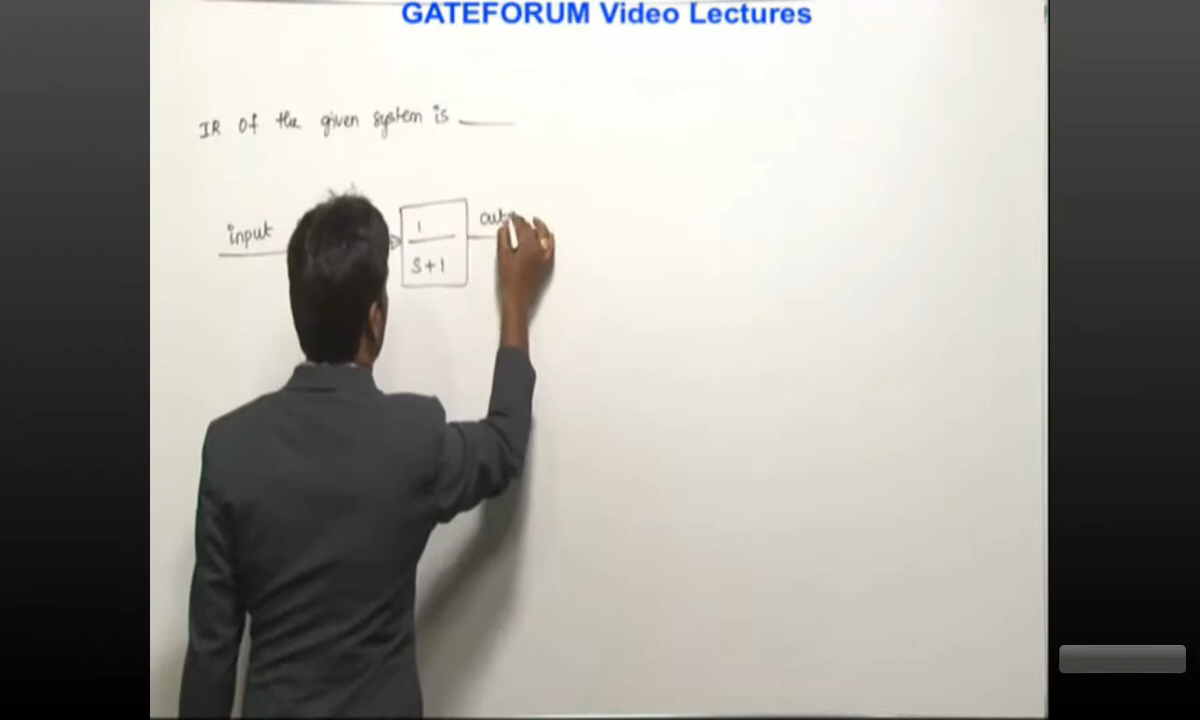 GATEFORUM Video Lectures
IR of the given system is ____
input
1
S+1